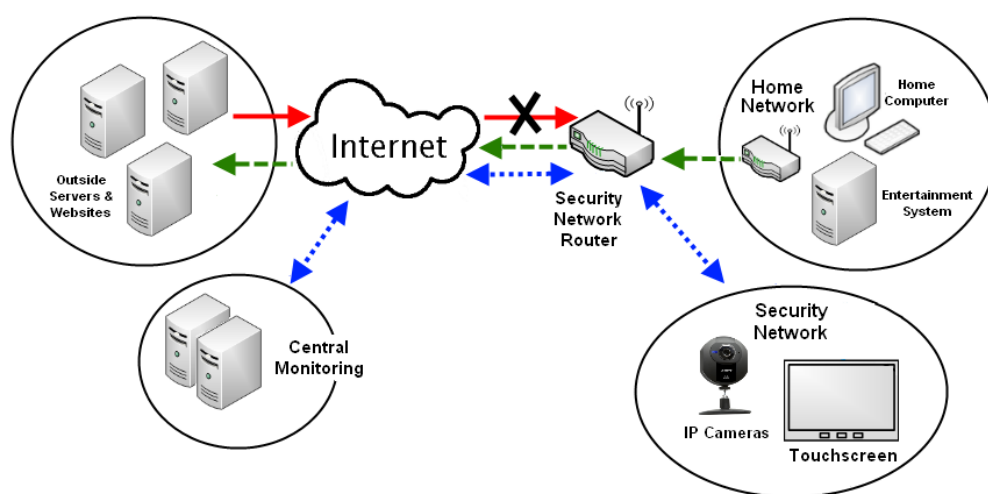 Outside
Servers &
Websites
Internet
Security
Network
Router
Home
Network
Home
Computer
Entertainment
System
Central
Monitoring
Security
Network
IP Cameras
Touchscreen